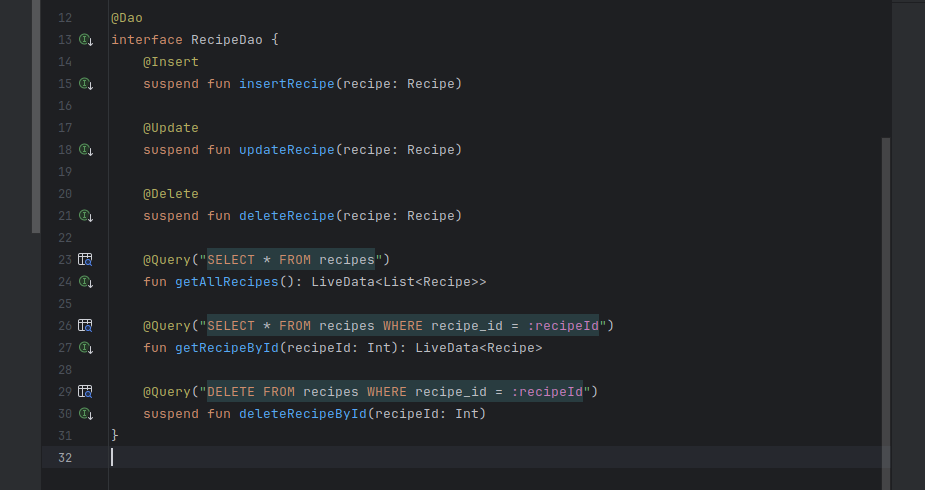 12 @Dao
13 interface RecipeDao {
14     @Insert
15     suspend fun insertRecipe(recipe: Recipe)
16
17     @Update
18     suspend fun updateRecipe(recipe: Recipe)
19
20     @Delete
21     suspend fun deleteRecipe(recipe: Recipe)
22
23     @Query("SELECT * FROM recipes")
24     fun getAllRecipes(): LiveData<List<Recipe>>
25
26     @Query("SELECT * FROM recipes WHERE recipe_id = :recipeId")
27     fun getRecipeById(recipeId: Int): LiveData<Recipe>
28
29     @Query("DELETE FROM recipes WHERE recipe_id = :recipeId")
30     suspend fun deleteRecipeById(recipeId: Int)
31 }
32